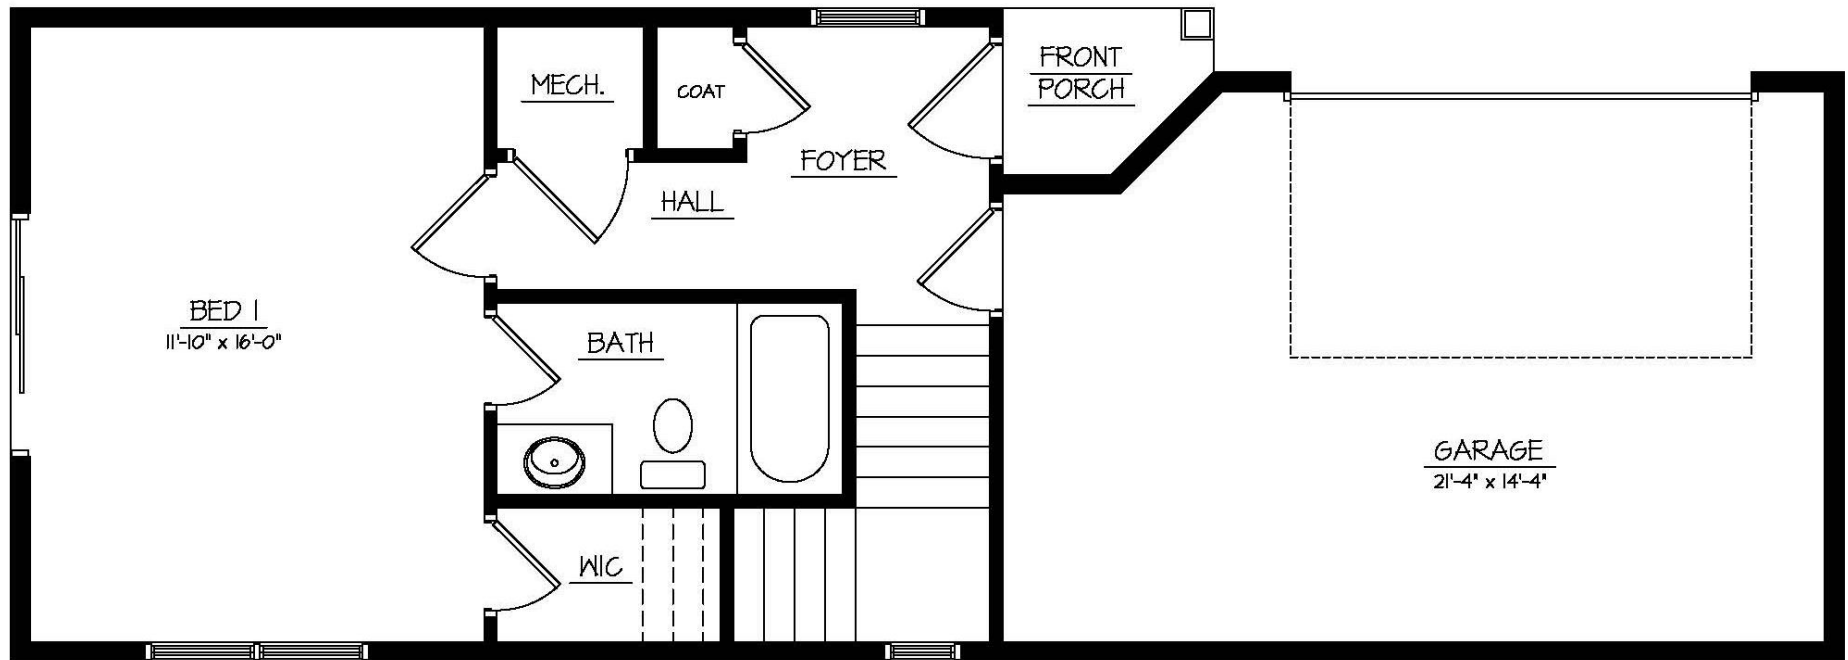 FRONT
PORCH
MECH.
COAT
FOYER
HALL
BED 1
11'-10" x 16'-0"
BATH
GARAGE
21'-4" x 14'-4"
WIC